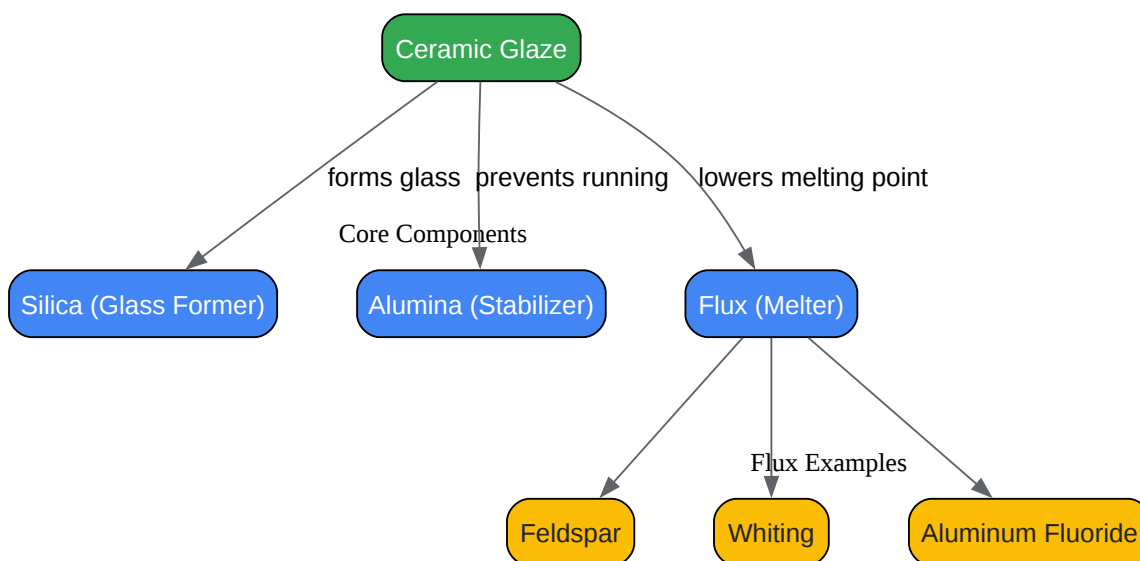 Ceramic Glaze
forms glass
prevents running
lowers melting point
Core Components
Silica (Glass Former)
Alumina (Stabilizer)
Flux (Melter)
Flux Examples
Feldspar
Whiting
Aluminum Fluoride